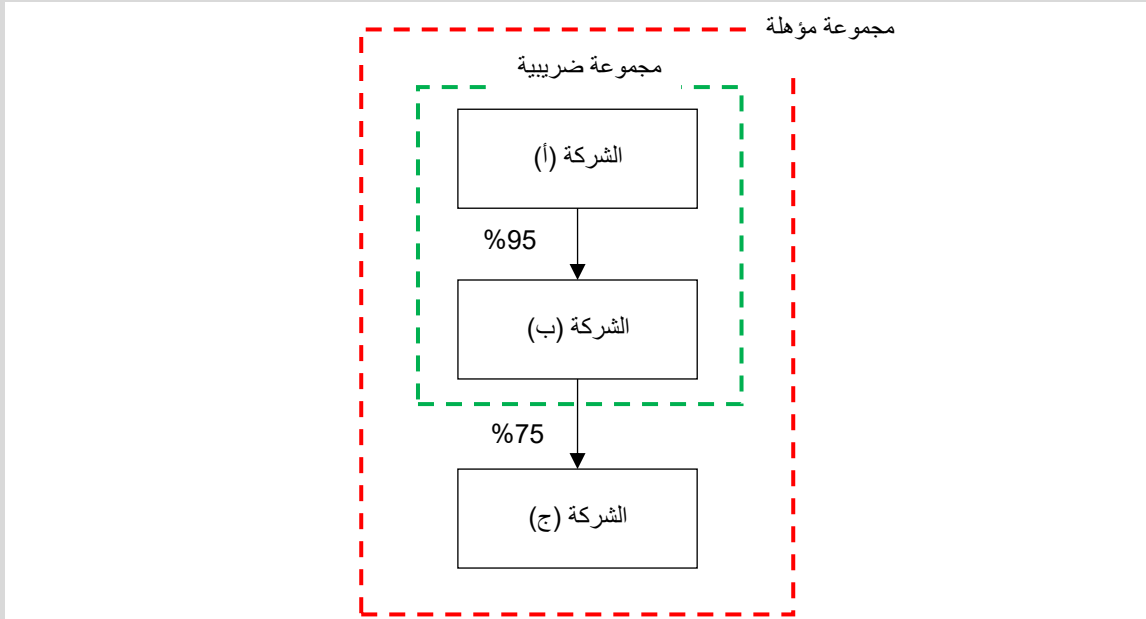 مجموعة مؤهلة
مجموعة ضريبية
الشركة (أ)
%95
الشركة (ب)
%75
الشركة (ج)